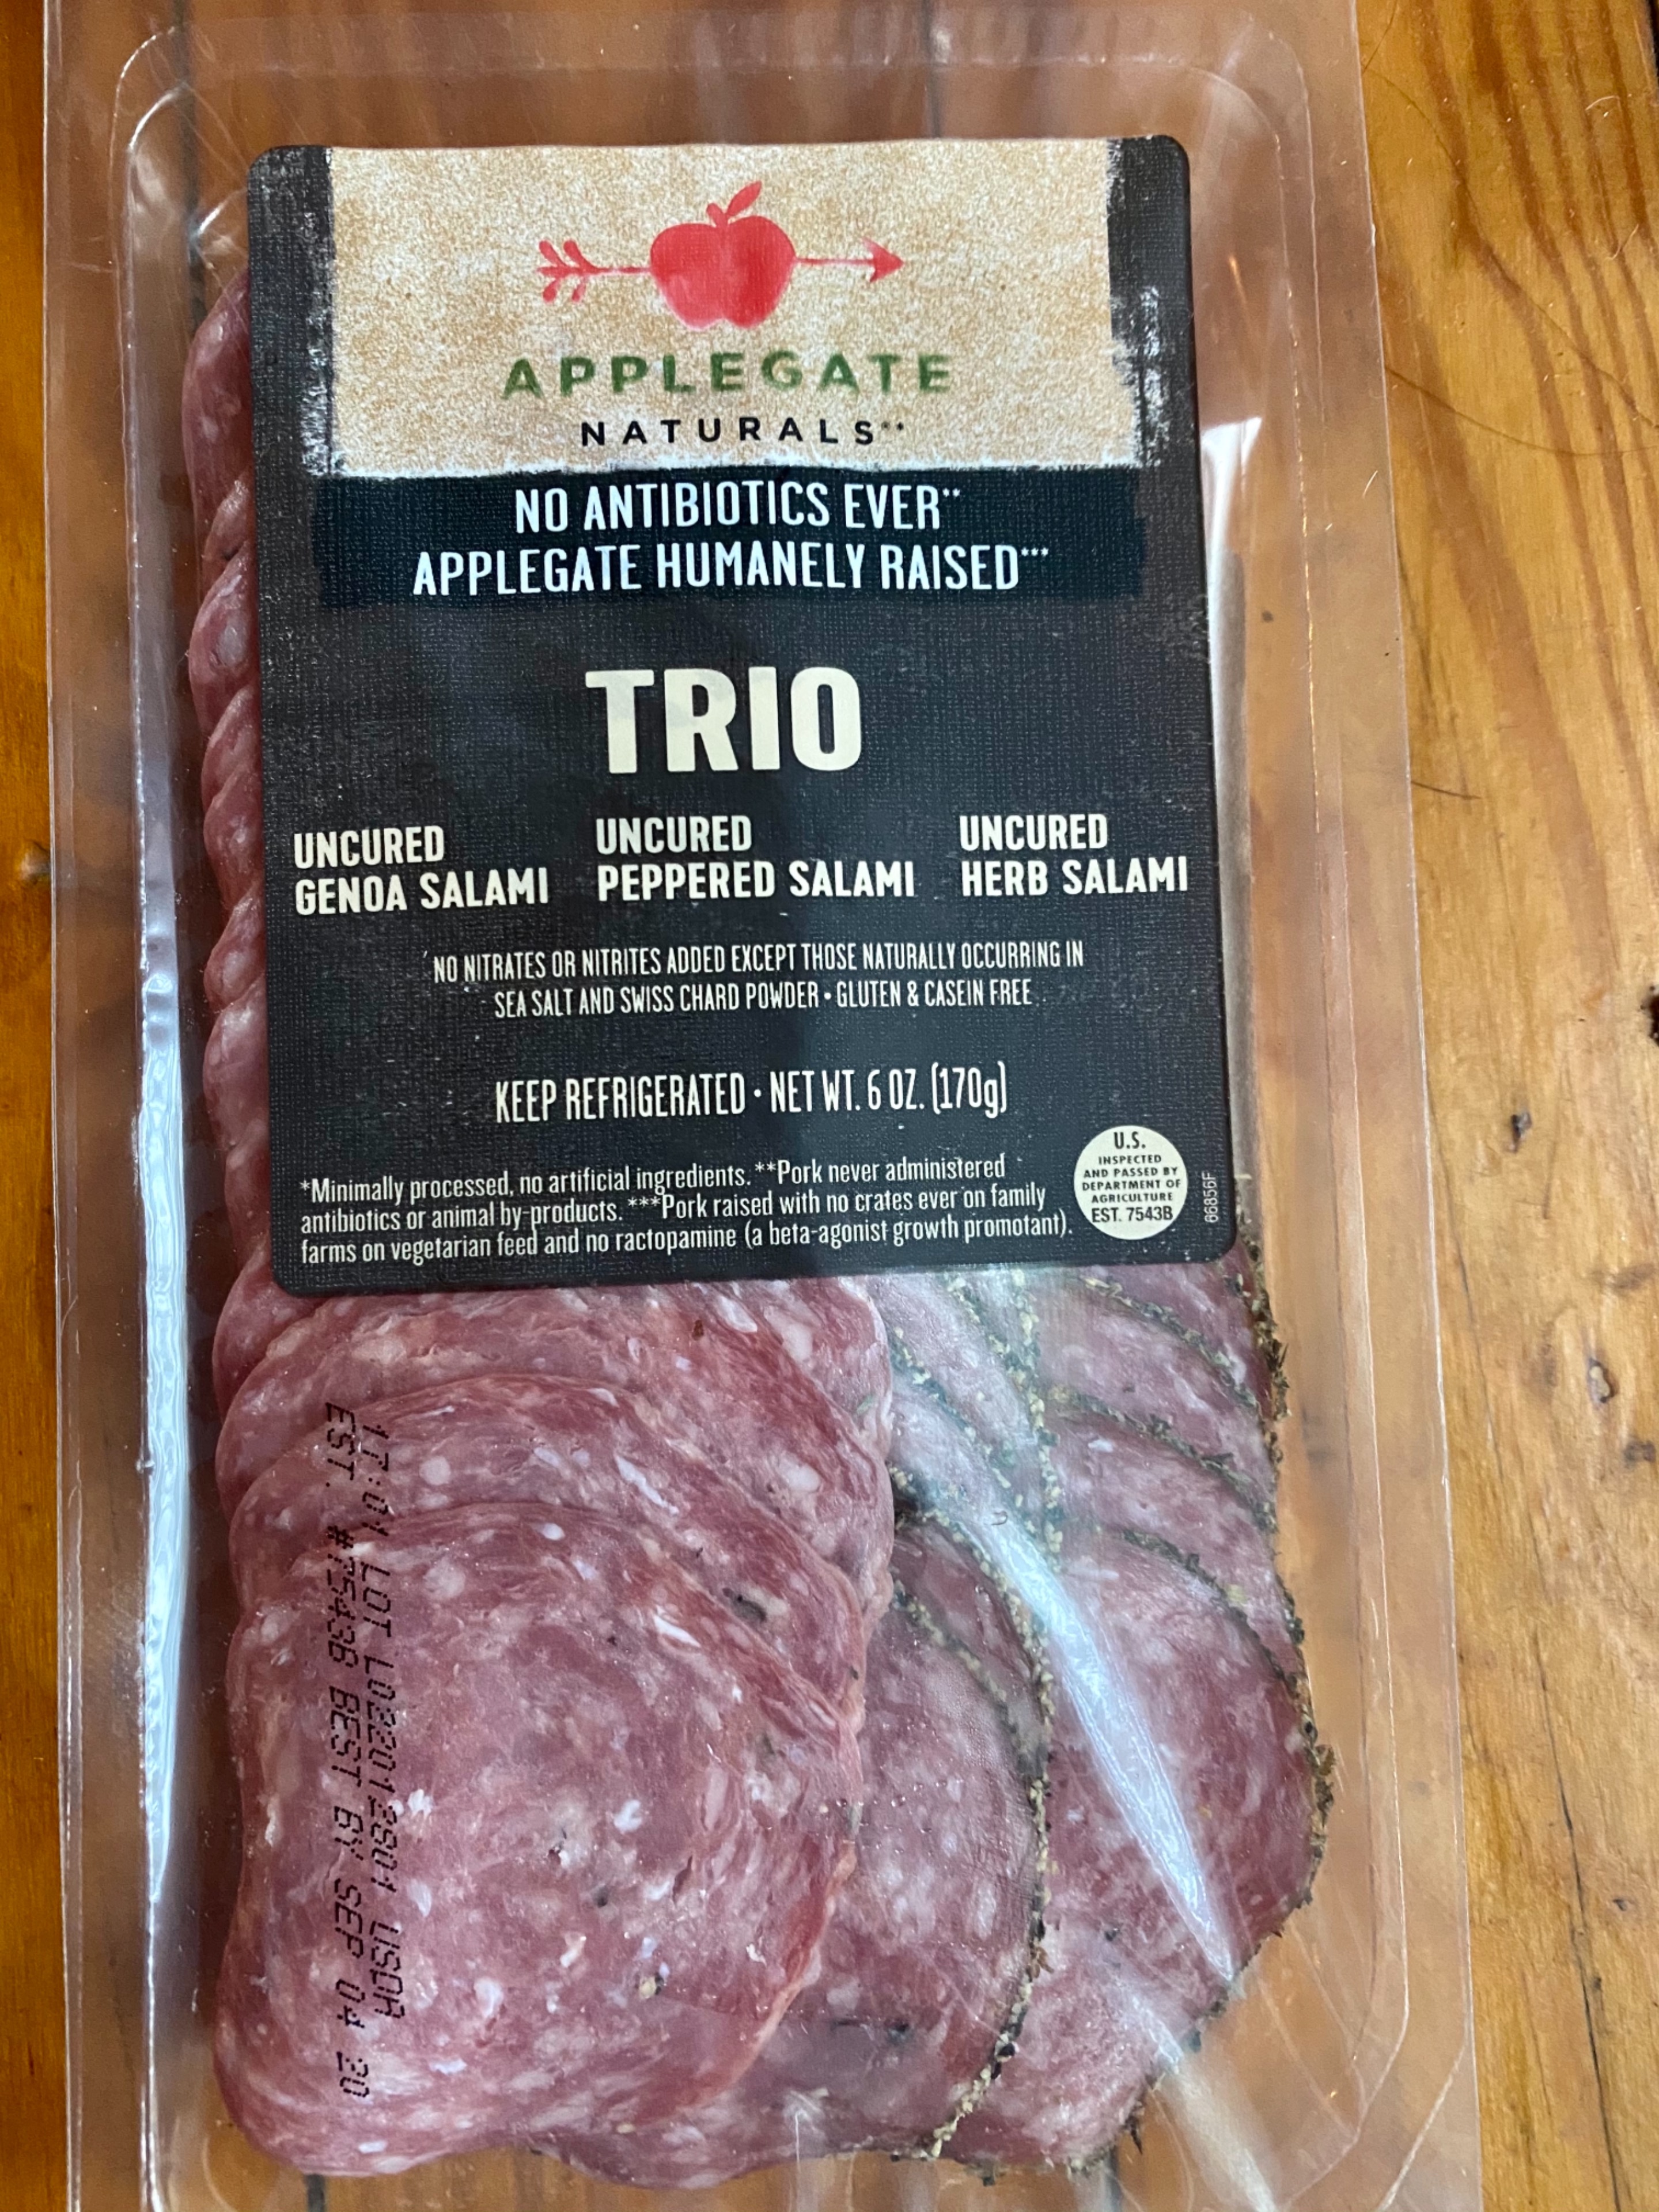 APPLEGATE
NATURALS**
NO ANTIBIOTICS EVER**
APPLEGATE HUMANELY RAISED***
TRIO
UNCURED
GENOA SALAMI
UNCURED
PEPPERED SALAMI
UNCURED
HERB SALAMI
NO NITRATES OR NITRITES ADDED EXCEPT THOSE NATURALLY OCCURRING IN
SEA SALT AND SWISS CHARD POWDER • GLUTEN & CASEIN FREE
KEEP REFRIGERATED • NET WT. 6 OZ. (170g)
*Minimally processed, no artificial ingredients. **Pork never administered
antibiotics or animal by-products. ***Pork raised with no crates ever on family
farms on vegetarian feed and no ractopamine (a beta-agonist growth promotant).
U.S.
INSPECTED
AND PASSED BY
DEPARTMENT OF
AGRICULTURE
EST. 7543B
66856F
17:01 LOT USDA
EST. #7543B BEST BY SEP 04 20